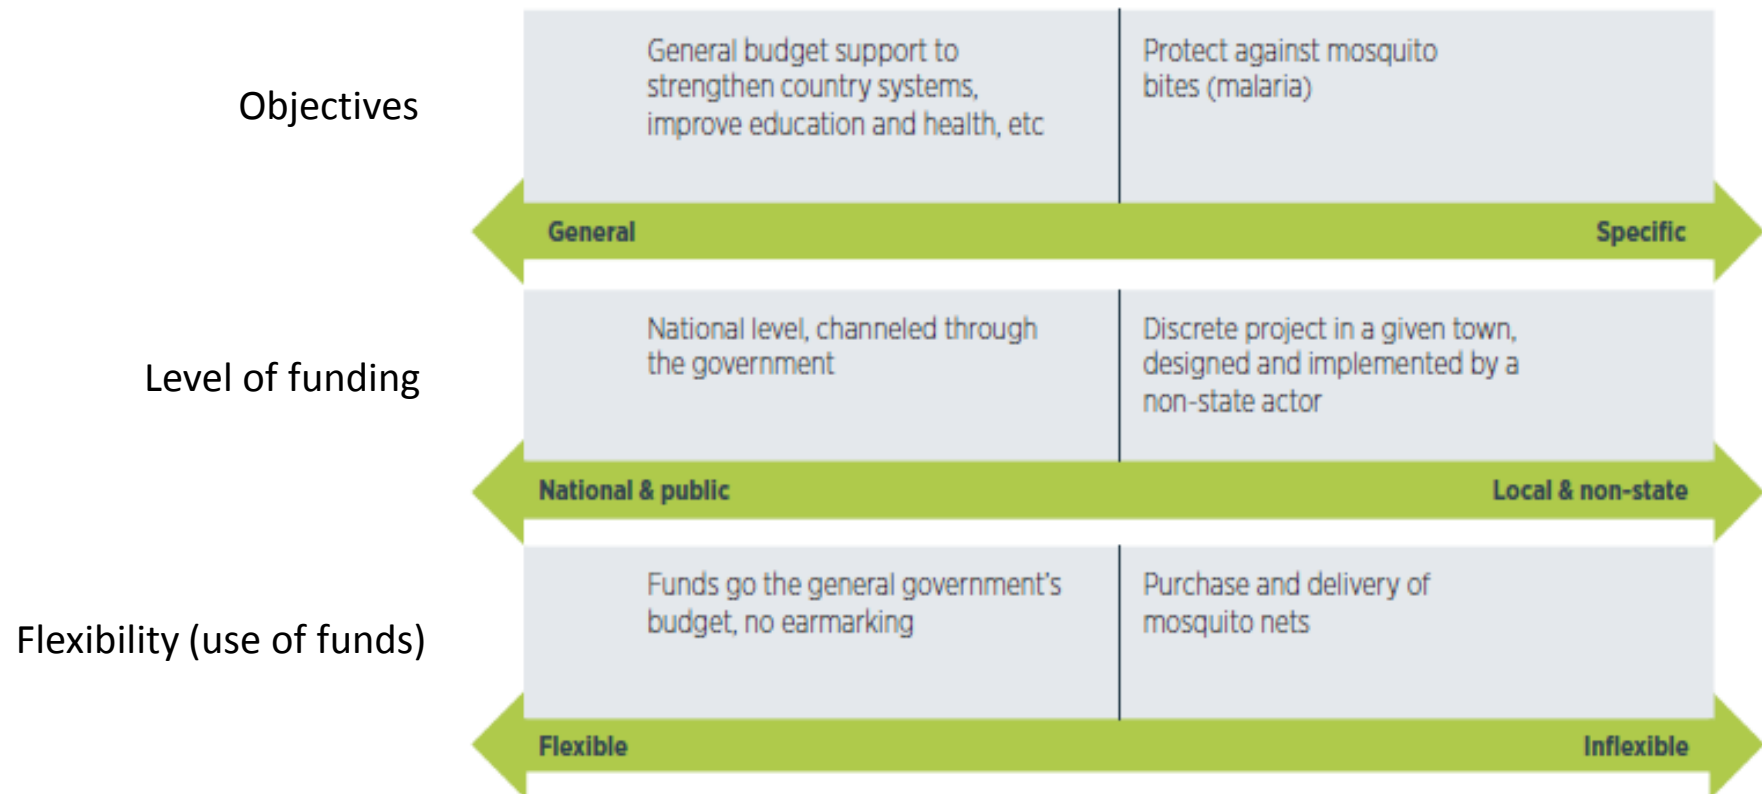 Objectives
General budget support to
strengthen country systems,
improve education and health, etc
Protect against mosquito
bites (malaria)
General
Specific
Level of funding
National level, channeled through
the government
Discrete project in a given town,
designed and implemented by a
non-state actor
National & public
Local & non-state
Flexibility (use of funds)
Funds go the general government's
budget, no earmarking
Purchase and delivery of
mosquito nets
Flexible
Inflexible